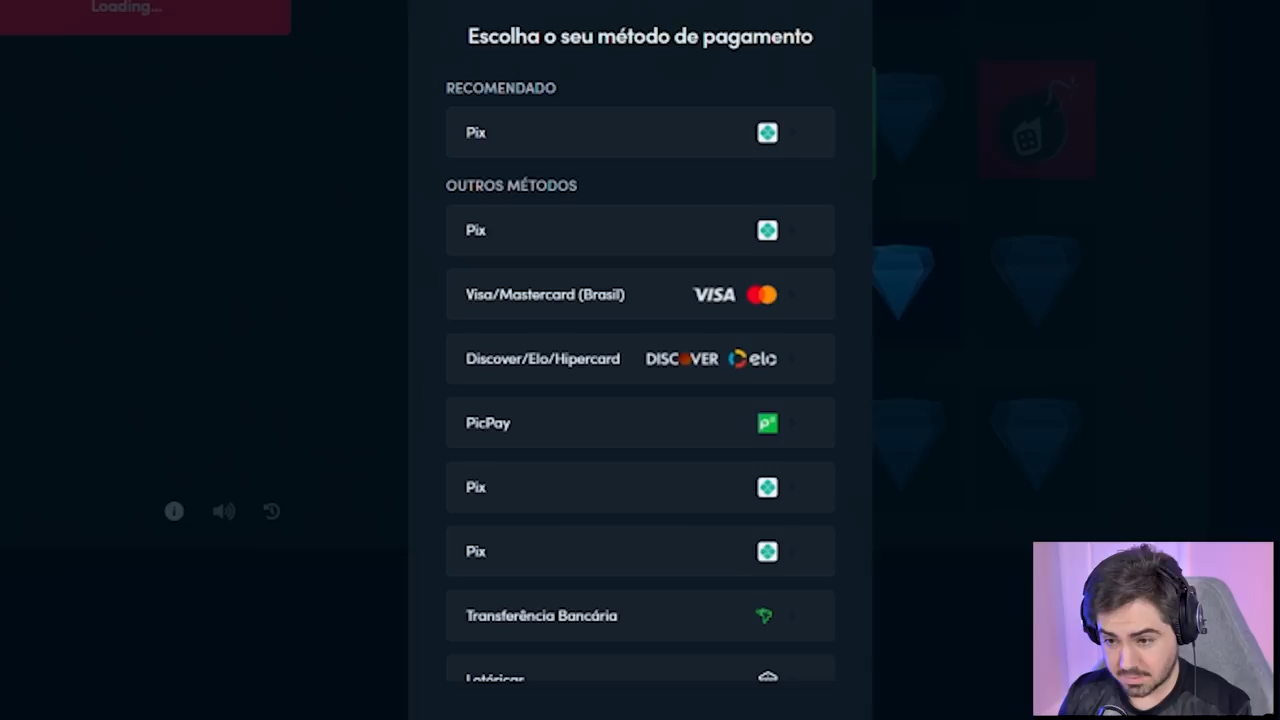 Loading...
Escolha o seu método de pagamento
RECOMENDADO
Pix
OUTROS MÉTODOS
Pix
Visa/Mastercard (Brasil) VISA
Discover/Elo/Hipercard DISCOVER elo
PicPay
Pix
Pix
Transferência Bancária